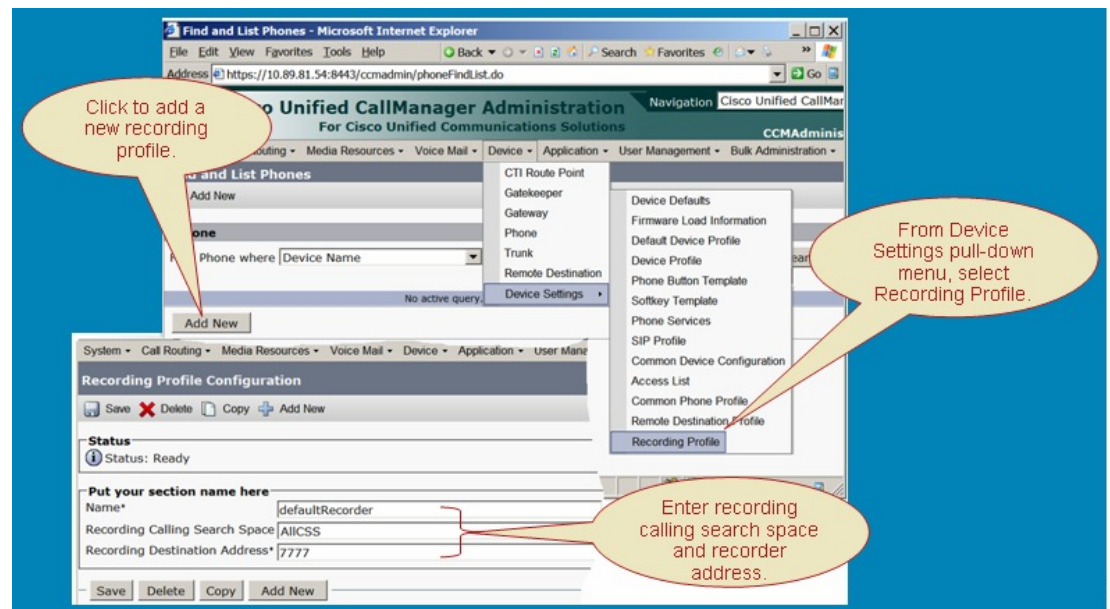 Find and List Phones - Microsoft Internet Explorer
File Edit View Favorites Tools Help
Back Search Favorites
Address https://10.89.81.54:8443/ccmadmin/phoneFindList.do Go
Unified CallManager Administration
For Cisco Unified Communications Solutions
Navigation Cisco Unified CallMar
CCMAdminis
Media Resources Voice Mail Device Application User Management Bulk Administration
and List Phones
Add New
Phone where Device Name
No active query.
Add New
CTI Route Point
Gatekeeper
Gateway
Phone
Trunk
Remote Destination
Device Settings
Device Defaults
Firmware Load Information
Default Device Profile
Device Profile
Phone Button Template
Softkey Template
Phone Services
SIP Profile
Common Device Configuration
Access List
Common Phone Profile
Remote Destination Profile
Recording Profile
Click to add a
new recording
profile.
From Device
Settings pull-down
menu, select
Recording Profile.
System Call Routing Media Resources Voice Mail Device Application User Mana
Recording Profile Configuration
Save Delete Copy Add New
Status
Status: Ready
Put your section name here
Name* defaultRecorder
Recording Calling Search Space AllCSS
Recording Destination Address* 7777
Save Delete Copy Add New
Enter recording
calling search space
and recorder
address.